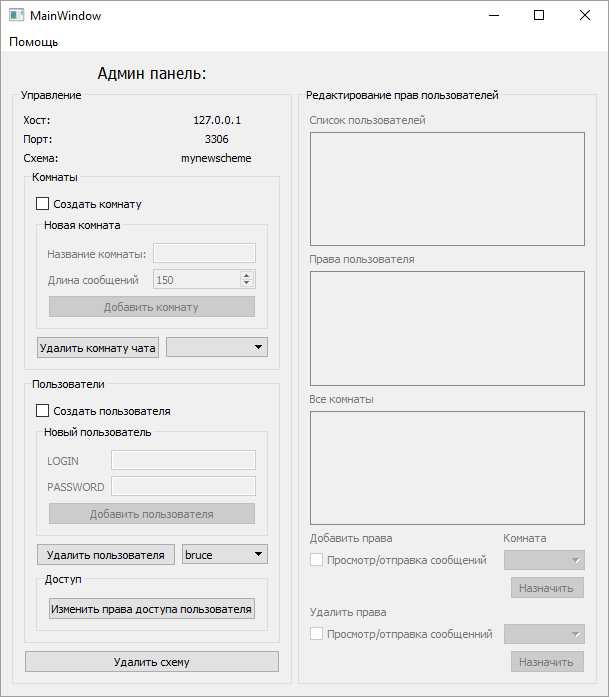 MainWindow
Помощь
Админ панель:
Управление
Хост: 127.0.0.1
Порт: 3306
Схема: mynewscheme
Комнаты
Создать комнату
Новая комната
Название комнаты:
Длина сообщений 150
Добавить комнату
Удалить комнату чата
Пользователи
Создать пользователя
Новый пользователь
LOGIN
PASSWORD
Добавить пользователя
Удалить пользователя bruce
Доступ
Изменить права доступа пользователя
Удалить схему
Редактирование прав пользователей
Список пользователей
Права пользователя
Все комнаты
Добавить права Комната
Просмотр/отправка сообщений
Назначить
Удалить права
Просмотр/отправка сообщенний
Назначить